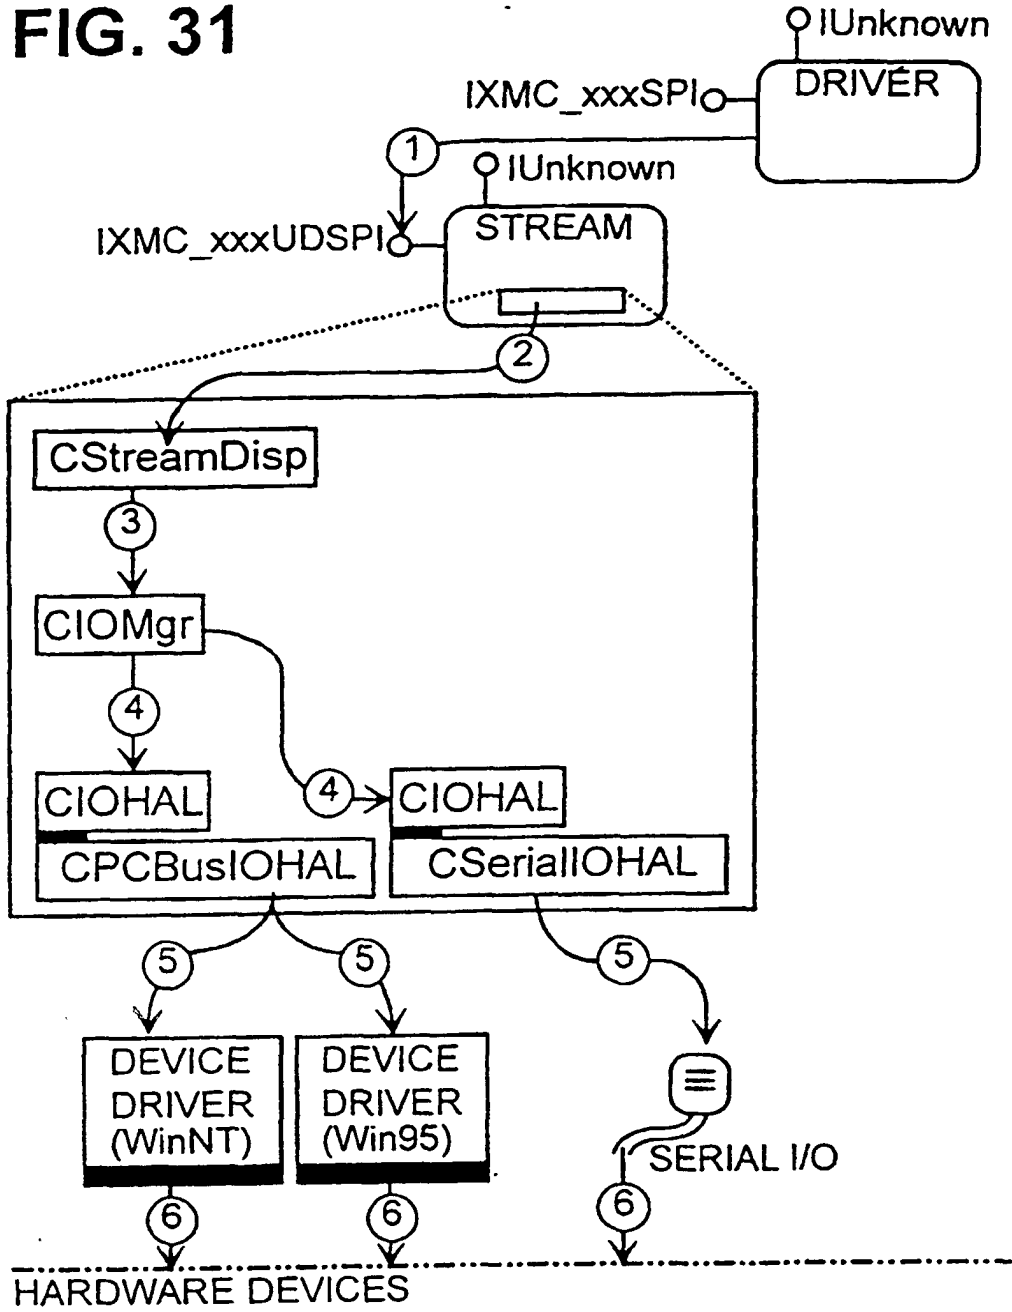 FIG. 31
IUnknown
DRIVER
IXMC_xxxSPI
1
IUnknown
STREAM
IXMC_xxxUDSPI
2
CStreamDisp
3
CIOMgr
4
4
CIOHAL
CIOHAL
CPCBusIOHAL
CSerialIOHAL
5
5
5
DEVICE
DRIVER
(WinNT)
DEVICE
DRIVER
(Win95)
SERIAL I/O
6
6
6
HARDWARE DEVICES